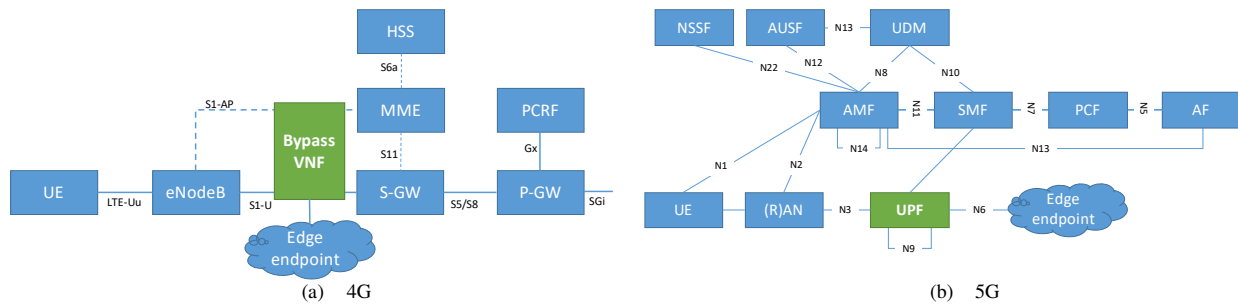 HSS
S6a
S1-AP
MME
PCRF
Bypass
VNF
S11
Gx
UE
eNodeB
S-GW
P-GW
LTE-Uu
S1-U
S5/S8
SGi
Edge
endpoint
(a) 4G
NSSF
AUSF
N13
UDM
N22
N12
N8
N10
AMF
N11
SMF
N7
PCF
N5
AF
N14
N13
N1
N2
UE
(R)AN
N3
UPF
N6
Edge
endpoint
N9
(b) 5G